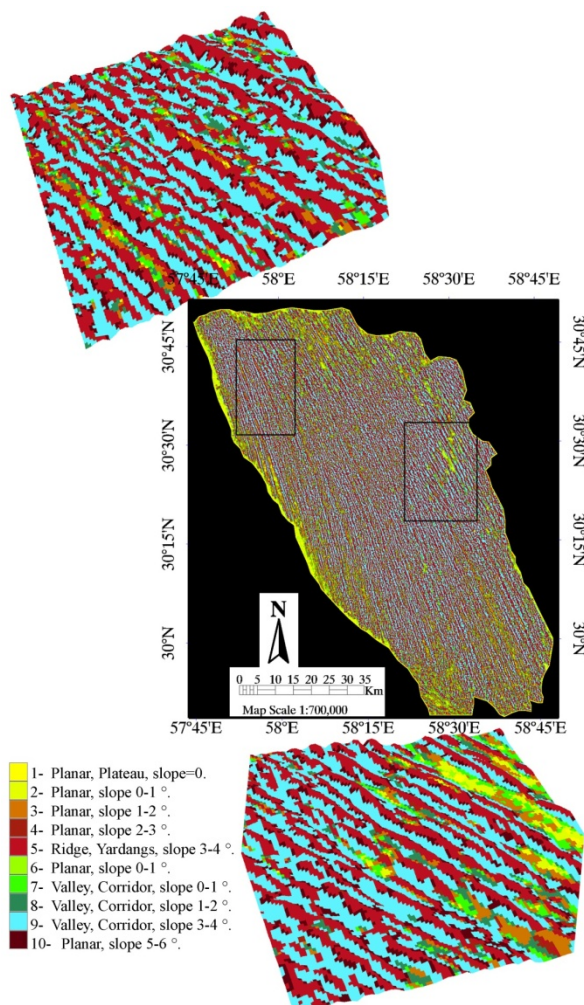 57°45'E 58°E 58°15'E 58°30'E 58°45'E
30°45'N 30°45'N
30°30'N 30°30'N
30°15'N 30°15'N
30°N 30°N
N
0 5 10 15 20 25 30 35
Km
Map Scale 1:700,000
57°45'E 58°E 58°15'E 58°30'E 58°45'E
1- Planar, Plateau, slope=0.
2- Planar, slope 0-1 °.
3- Planar, slope 1-2 °.
4- Planar, slope 2-3 °.
5- Ridge, Yardangs, slope 3-4 °.
6- Planar, slope 0-1 °.
7- Valley, Corridor, slope 0-1 °.
8- Valley, Corridor, slope 1-2 °.
9- Valley, Corridor, slope 3-4 °.
10- Planar, slope 5-6 °.